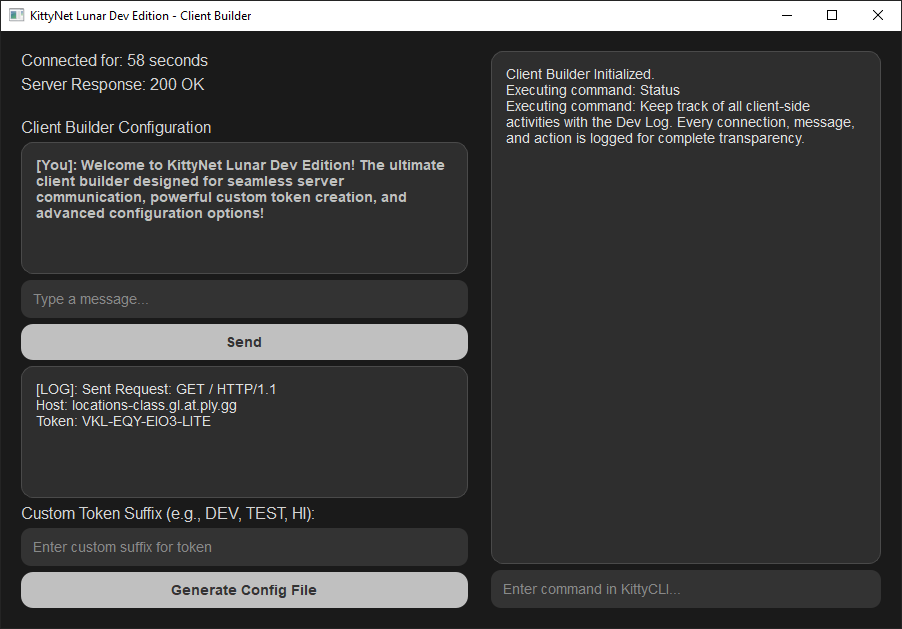 KittyNet Lunar Dev Edition - Client Builder
Connected for: 58 seconds
Server Response: 200 OK
Client Builder Configuration
[You]: Welcome to KittyNet Lunar Dev Edition! The ultimate
client builder designed for seamless server
communication, powerful custom token creation, and
advanced configuration options!
Type a message...
Send
[LOG]: Sent Request: GET / HTTP/1.1
Host: locations-class.gl.at.ply.gg
Token: VKL-EQY-EIO3-LITE
Custom Token Suffix (e.g., DEV, TEST, HI):
Enter custom suffix for token
Generate Config File
Client Builder Initialized.
Executing command: Status
Executing command: Keep track of all client-side
activities with the Dev Log. Every connection, message,
and action is logged for complete transparency.
Enter command in KittyCLI...